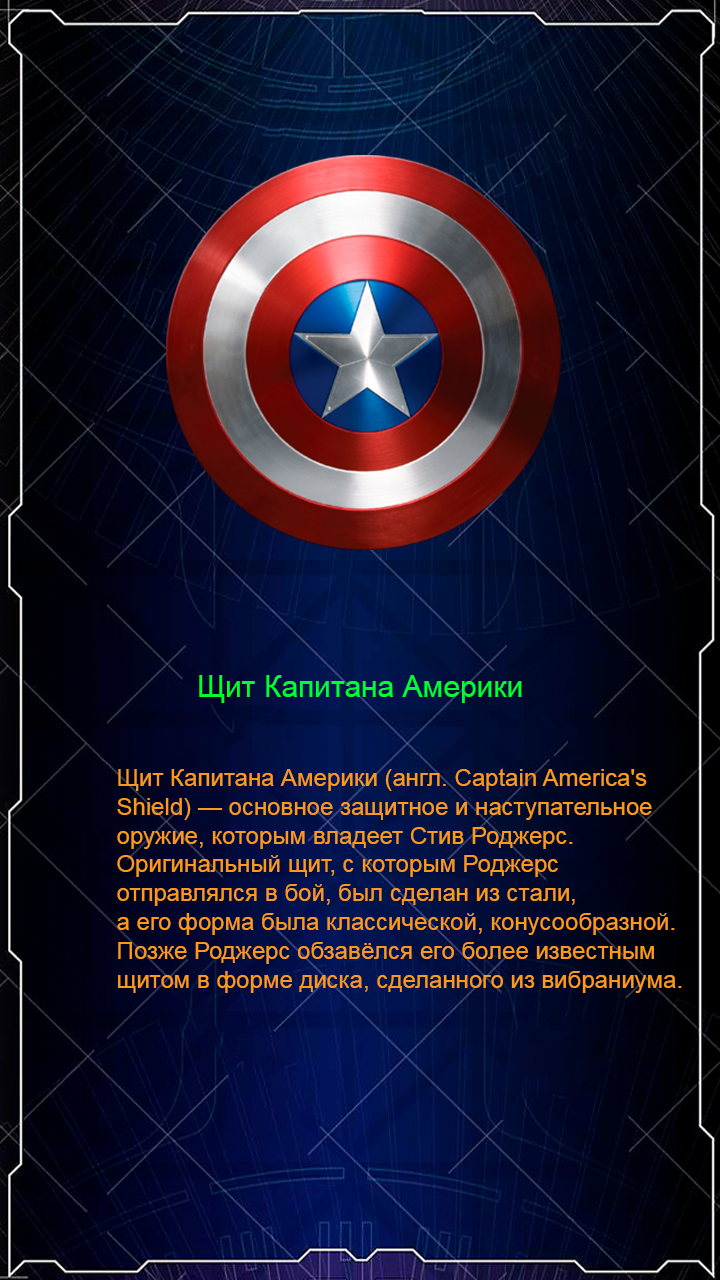 Щит Капитана Америки
Щит Капитана Америки (англ. Captain America's
Shield) — основное защитное и наступательное
оружие, которым владеет Стив Роджерс.
Оригинальный щит, с которым Роджерс
отправлялся в бой, был сделан из стали,
а его форма была классической, конусообразной.
Позже Роджерс обзавёлся его более известным
щитом в форме диска, сделанного из вибраниума.